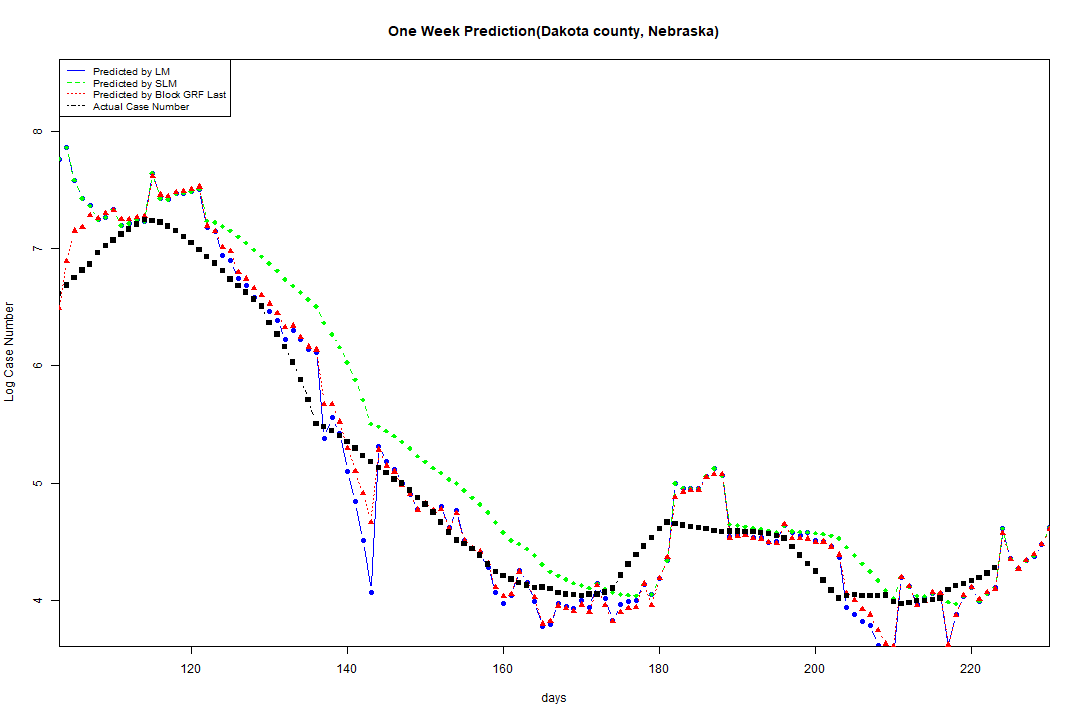 One Week Prediction(Dakota county, Nebraska)
Predicted by LM
Predicted by SLM
Predicted by Block GRF Last
Actual Case Number
8
7
6
5
4
Log Case Number
120 140 160 180 200 220
days